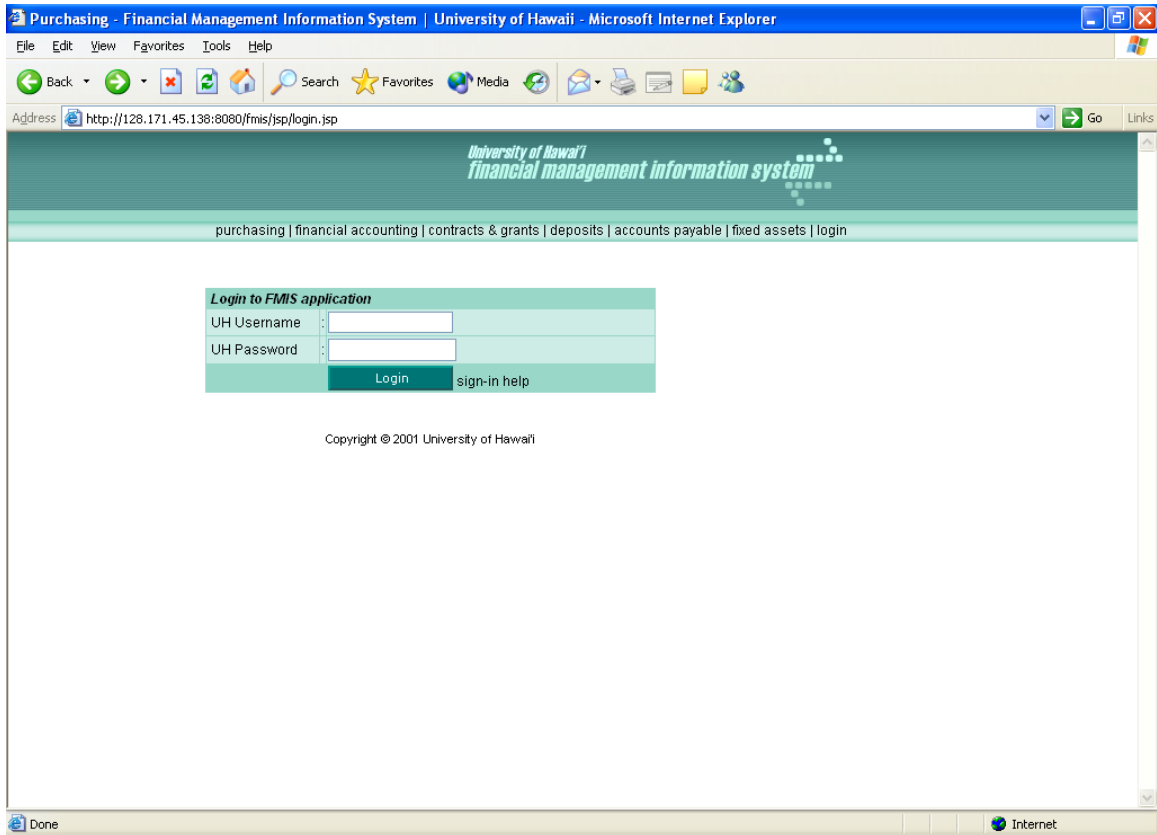 Purchasing - Financial Management Information System | University of Hawaii - Microsoft Internet Explorer
File Edit View Favorites Tools Help
Back Search Favorites Media
Address http://128.171.45.138:8080/fmis/jsp/login.jsp Go Links
University of Hawai'i
financial management information system
purchasing | financial accounting | contracts & grants | deposits | accounts payable | fixed assets | login
Login to FMIS application
UH Username :
UH Password :
Login sign-in help
Copyright © 2001 University of Hawai'i
Done Internet